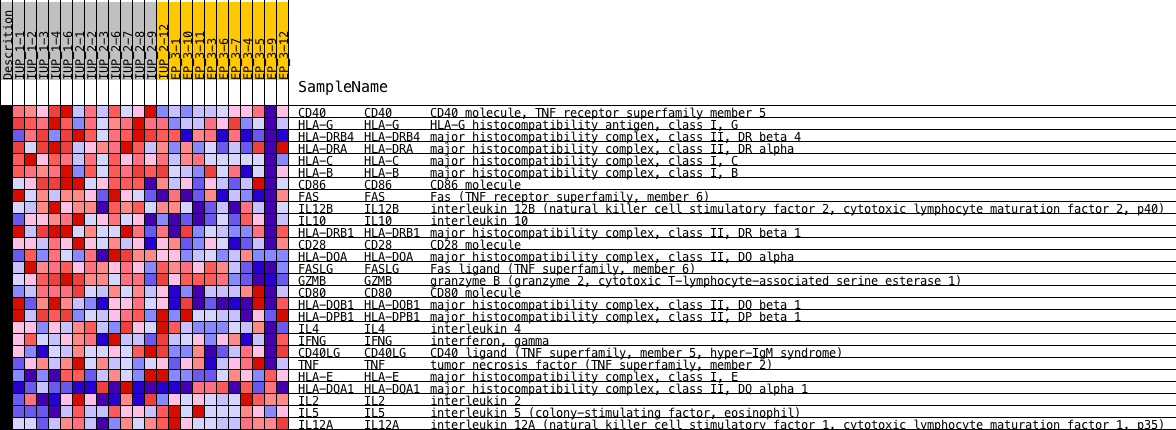 Descrition
IUP_1-1
IUP_1-2
IUP_1-3
IUP_1-4
IUP_1-6
IUP_2-1
IUP_2-2
IUP_2-3
IUP_2-6
IUP_2-7
IUP_2-8
IUP_2-9
IUP_2-12
EP_3-1
EP_3-10
EP_3-11
EP_3-3
EP_3-6
EP_3-7
EP_3-4
EP_3-5
EP_3-9
EP_3-12
SampleName
CD40 CD40 CD40 molecule, TNF receptor superfamily member 5
HLA-G HLA-G HLA-G histocompatibility antigen, class I, G
HLA-DRB4 HLA-DRB4 major histocompatibility complex, class II, DR beta 4
HLA-DRA HLA-DRA major histocompatibility complex, class II, DR alpha
HLA-C HLA-C major histocompatibility complex, class I, C
HLA-B HLA-B major histocompatibility complex, class I, B
CD86 CD86 CD86 molecule
FAS FAS Fas (TNF receptor superfamily, member 6)
IL12B IL12B interleukin 12B (natural killer cell stimulatory factor 2, cytotoxic lymphocyte maturation factor 2, p40)
IL10 IL10 interleukin 10
HLA-DRB1 HLA-DRB1 major histocompatibility complex, class II, DR beta 1
CD28 CD28 CD28 molecule
HLA-DOA HLA-DOA major histocompatibility complex, class II, DO alpha
FASLG FASLG Fas ligand (TNF superfamily, member 6)
GZMB GZMB granzyme B (granzyme 2, cytotoxic T-lymphocyte-associated serine esterase 1)
CD80 CD80 CD80 molecule
HLA-DQB1 HLA-DQB1 major histocompatibility complex, class II, DQ beta 1
HLA-DPB1 HLA-DPB1 major histocompatibility complex, class II, DP beta 1
IL4 IL4 interleukin 4
IFNG IFNG interferon, gamma
CD40LG CD40LG CD40 ligand (TNF superfamily, member 5, hyper-IgM syndrome)
TNF TNF tumor necrosis factor (TNF superfamily, member 2)
HLA-E HLA-E major histocompatibility complex, class I, E
HLA-DQA1 HLA-DQA1 major histocompatibility complex, class II, DQ alpha 1
IL2 IL2 interleukin 2
IL5 IL5 interleukin 5 (colony-stimulating factor, eosinophil)
IL12A IL12A interleukin 12A (natural killer cell stimulatory factor 1, cytotoxic lymphocyte maturation factor 1, p35)